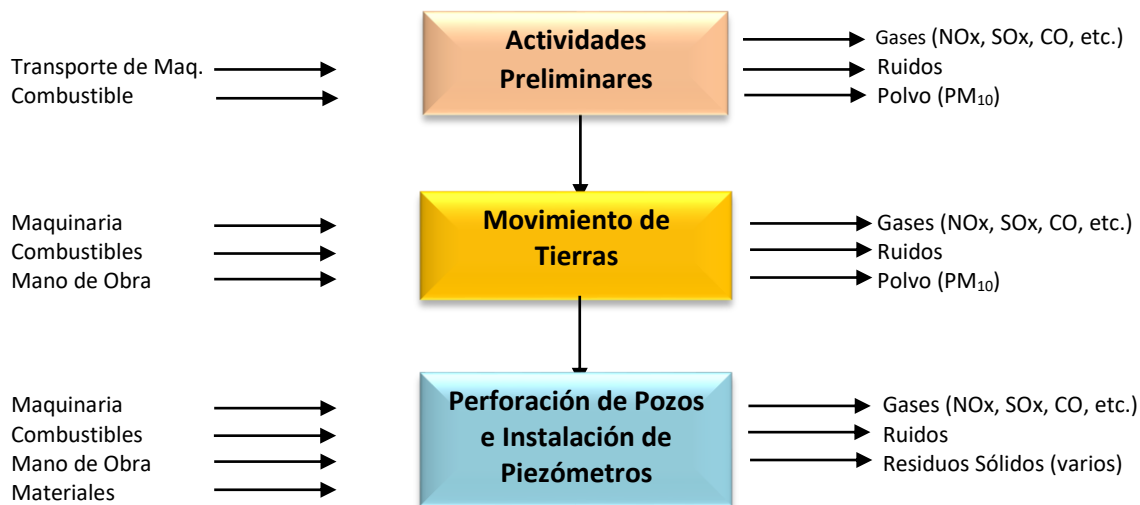 Transporte de Maq.
Combustible
Actividades
Preliminares
Gases (NOx, SOx, CO, etc.)
Ruidos
Polvo (PM₁₀)
Maquinaria
Combustibles
Mano de Obra
Movimiento de
Tierras
Gases (NOx, SOx, CO, etc.)
Ruidos
Polvo (PM₁₀)
Maquinaria
Combustibles
Mano de Obra
Materiales
Perforación de Pozos
e Instalación de
Piezómetros
Gases (NOx, SOx, CO, etc.)
Ruidos
Residuos Sólidos (varios)